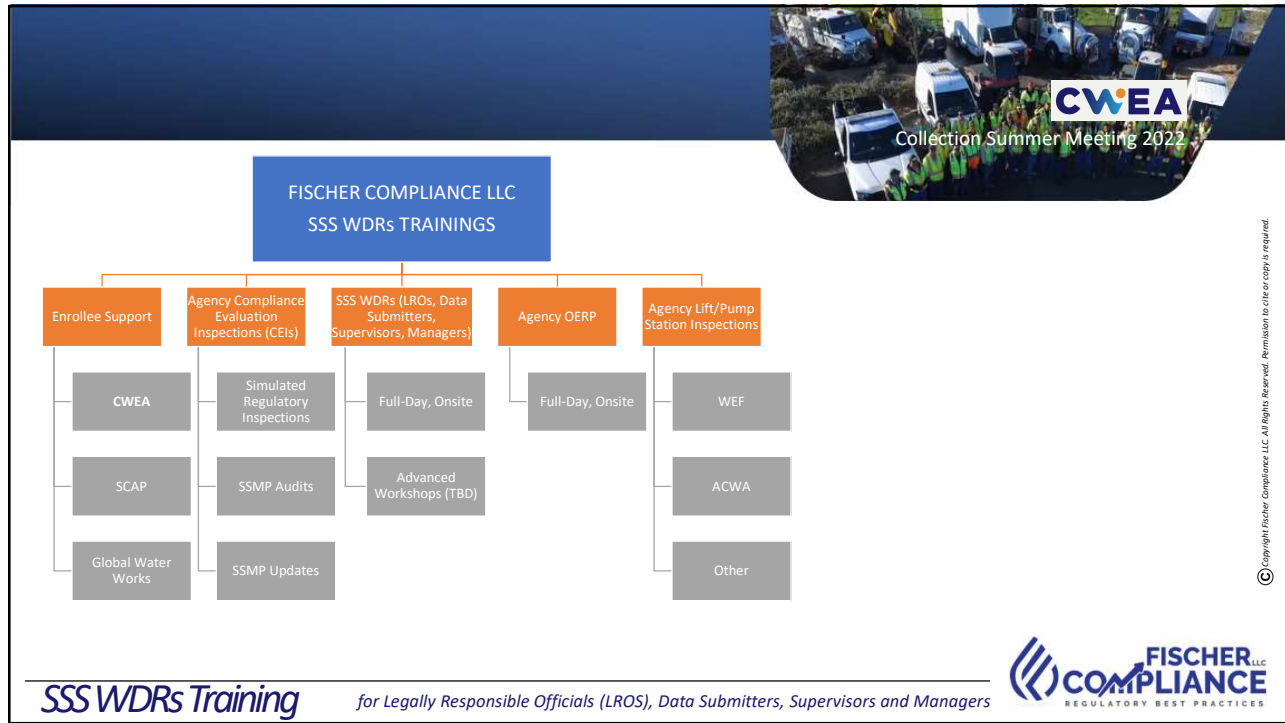 CWEA
Collection Summer Meeting 2022
FISCHER COMPLIANCE LLC
SSS WDRs TRAININGS
Enrollee Support
Agency Compliance
Evaluation
Inspections (CEIs)
SSS WDRs (LROs, Data
Submitters,
Supervisors, Managers)
Agency OERP
Agency Lift/Pump
Station Inspections
CWEA
SCAP
Global Water
Works
Simulated
Regulatory
Inspections
SSMP Audits
SSMP Updates
Full-Day, Onsite
Advanced
Workshops (TBD)
Full-Day, Onsite
WEF
ACWA
Other
© Copyright Fischer Compliance LLC. All Rights Reserved. Permission to cite or copy is required.
SSS WDRs Training
for Legally Responsible Officials (LROS), Data Submitters, Supervisors and Managers
FISCHER LLC
COMPLIANCE
REGULATORY BEST PRACTICES